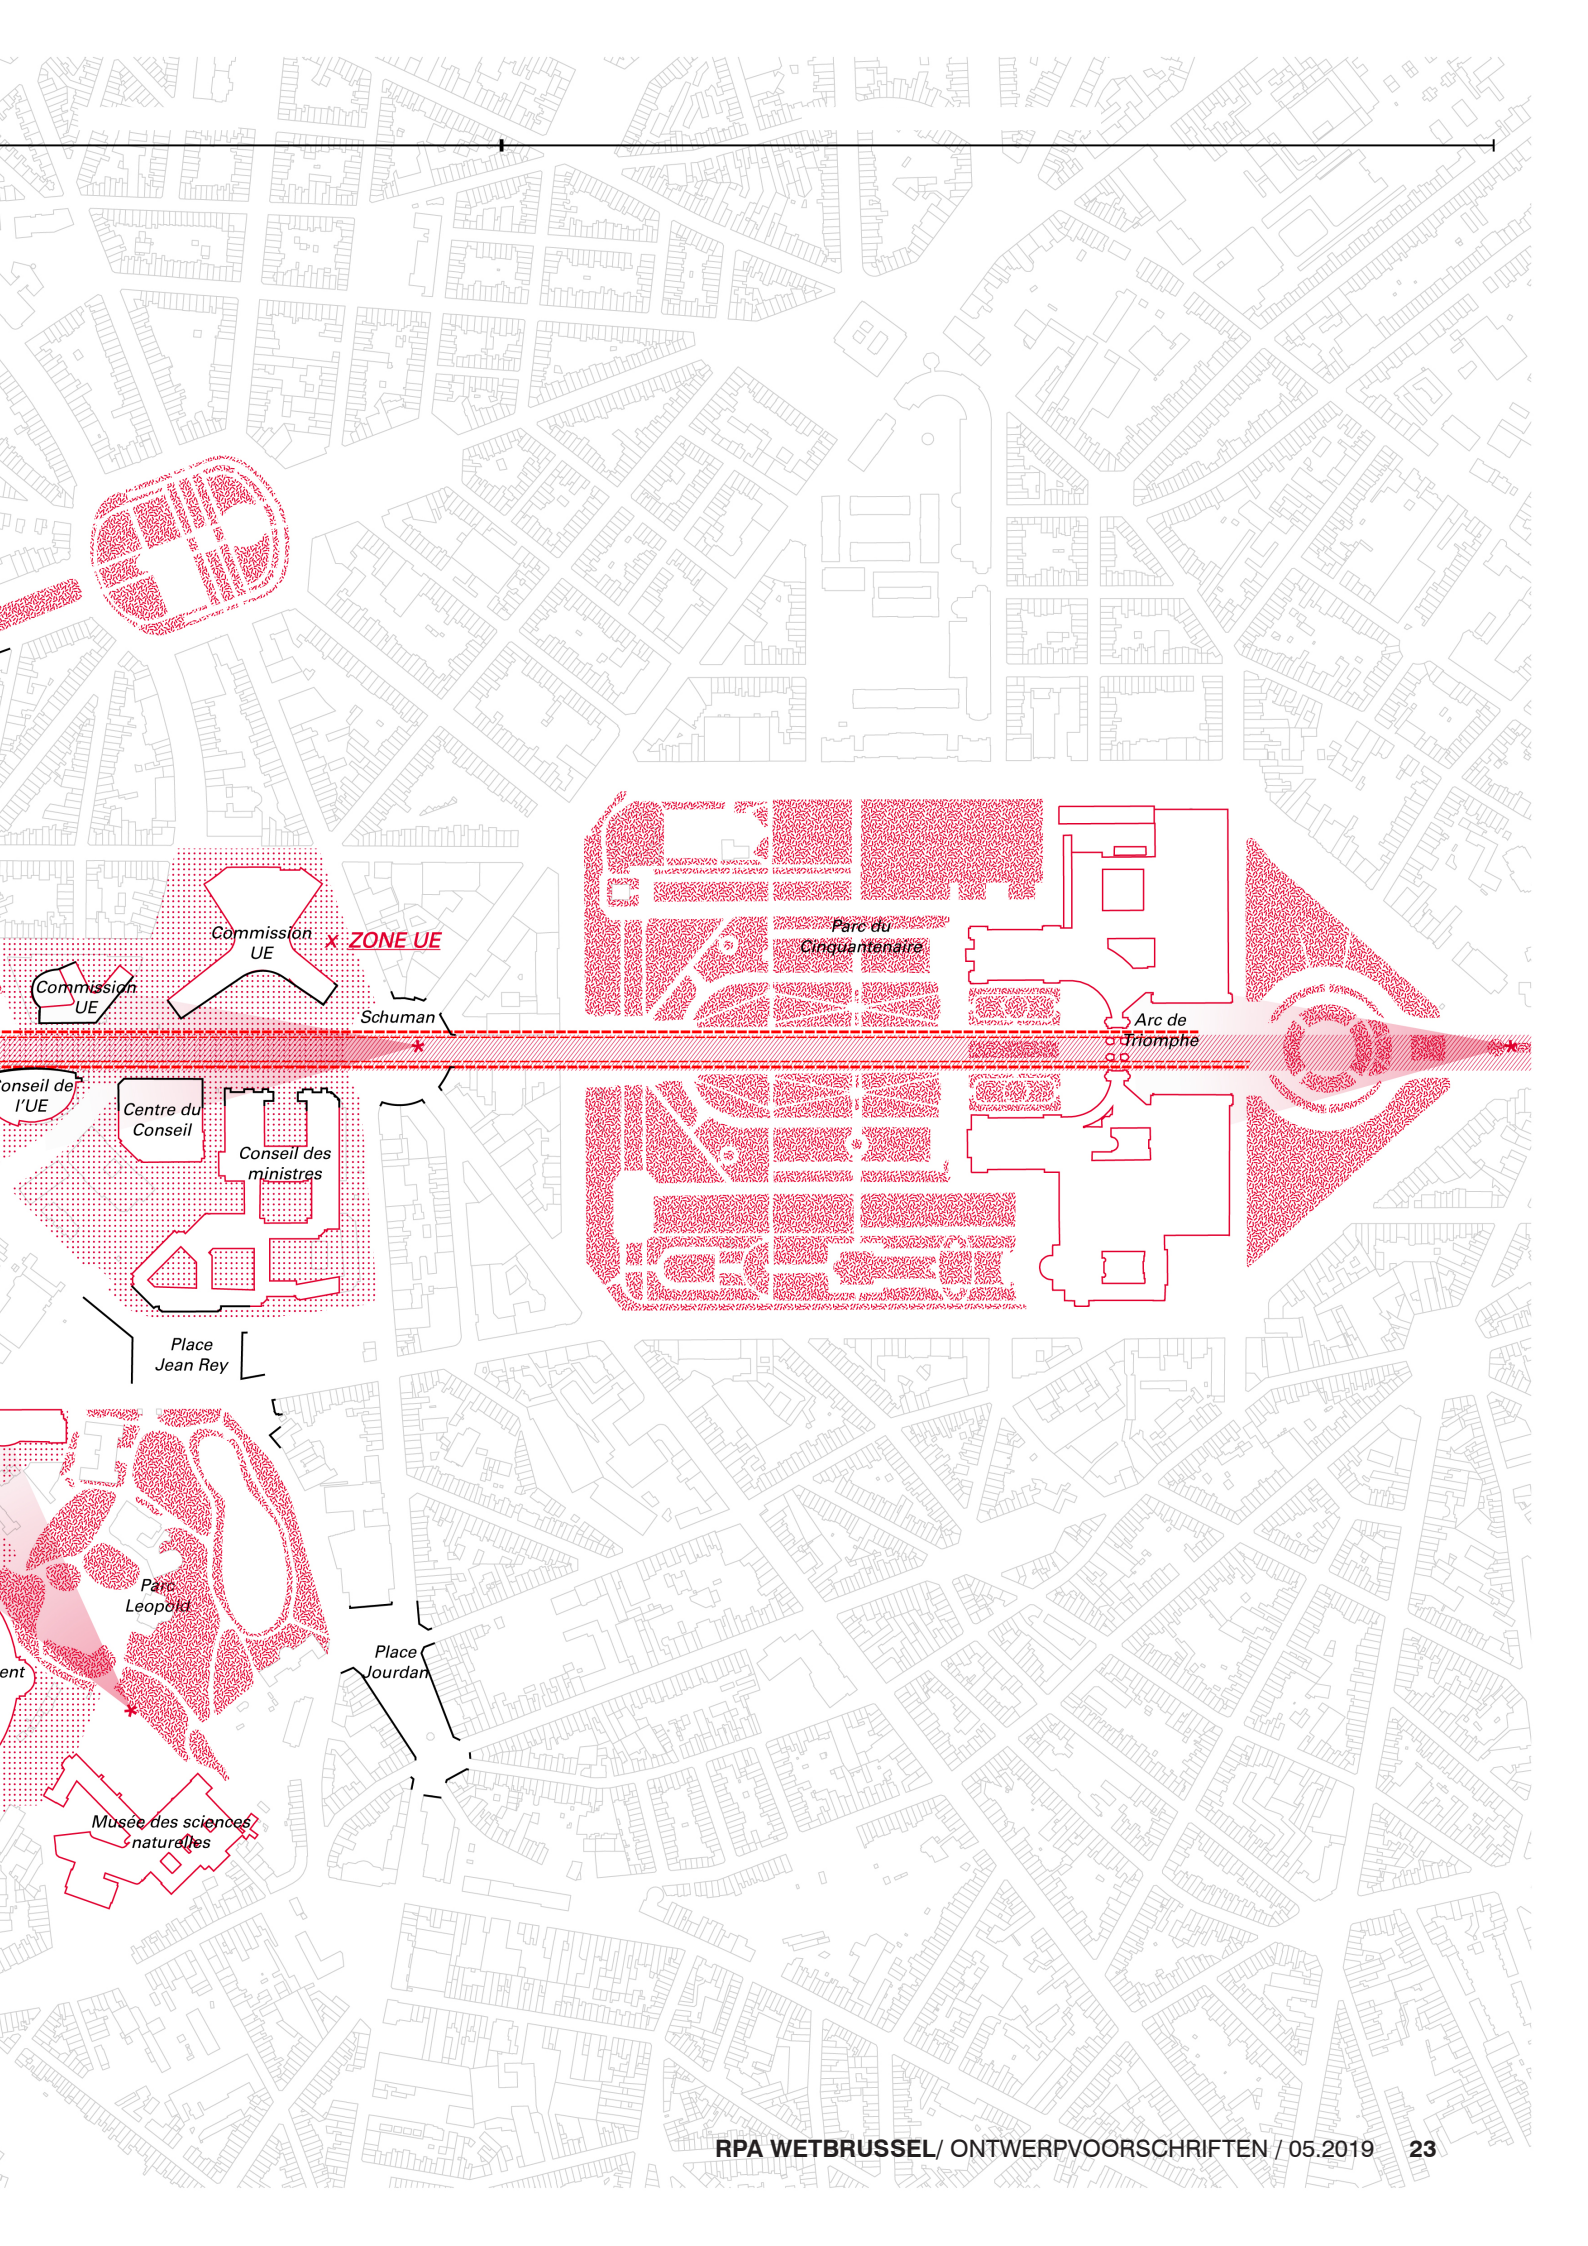 Commission
UE
x ZONE UE
Commission
UE
Parc du
Cinquantenaire
Schuman
Arc de
Triomphe
onseil de
l'UE
Centre du
Conseil
Conseil des
ministres
Place
Jean Rey
Parc
Leopold
Place
Jourdan
ent
Musée des sciences
naturelles
RPA WETBRUSSEL/ ONTWERPVOORSCHRIFTEN / 05.2019 23